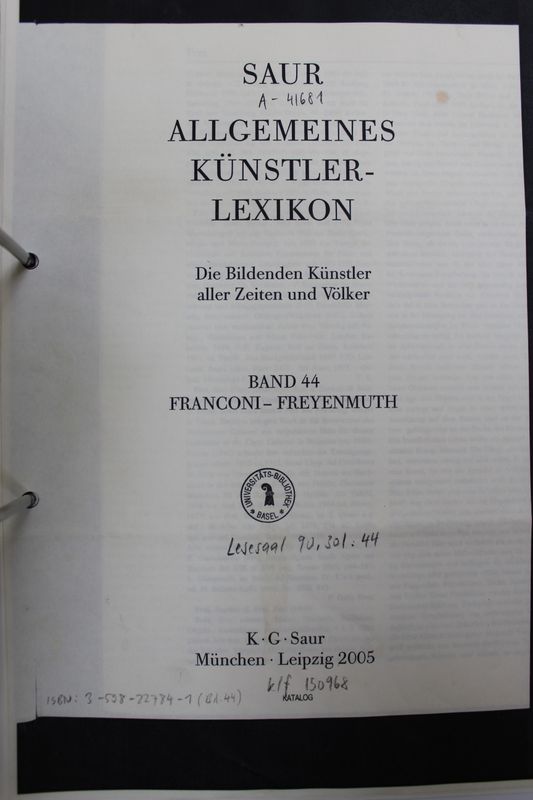 SAUR
A - 41681
ALLGEMEINES
KÜNSTLER-
LEXIKON
Die Bildenden Künstler
aller Zeiten und Völker
BAND 44
FRANCONI – FREYENMUTH
UNIVERSITÄTS-BIBLIOTHEK
* BASEL *
Lesesaal 90, 301: 44
K · G · Saur
München · Leipzig 2005
k/f 150968
KATALOG
ISBN: 3-598-22784-1 (Bd. 44)